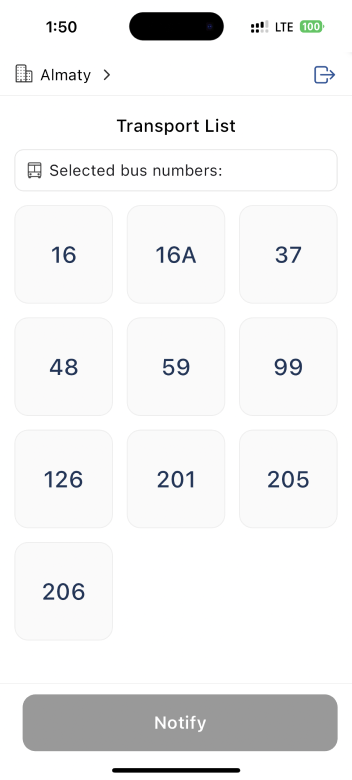 1:50
LTE 100
Almaty
Transport List
Selected bus numbers:
16 16A 37
48 59 99
126 201 205
206
Notify